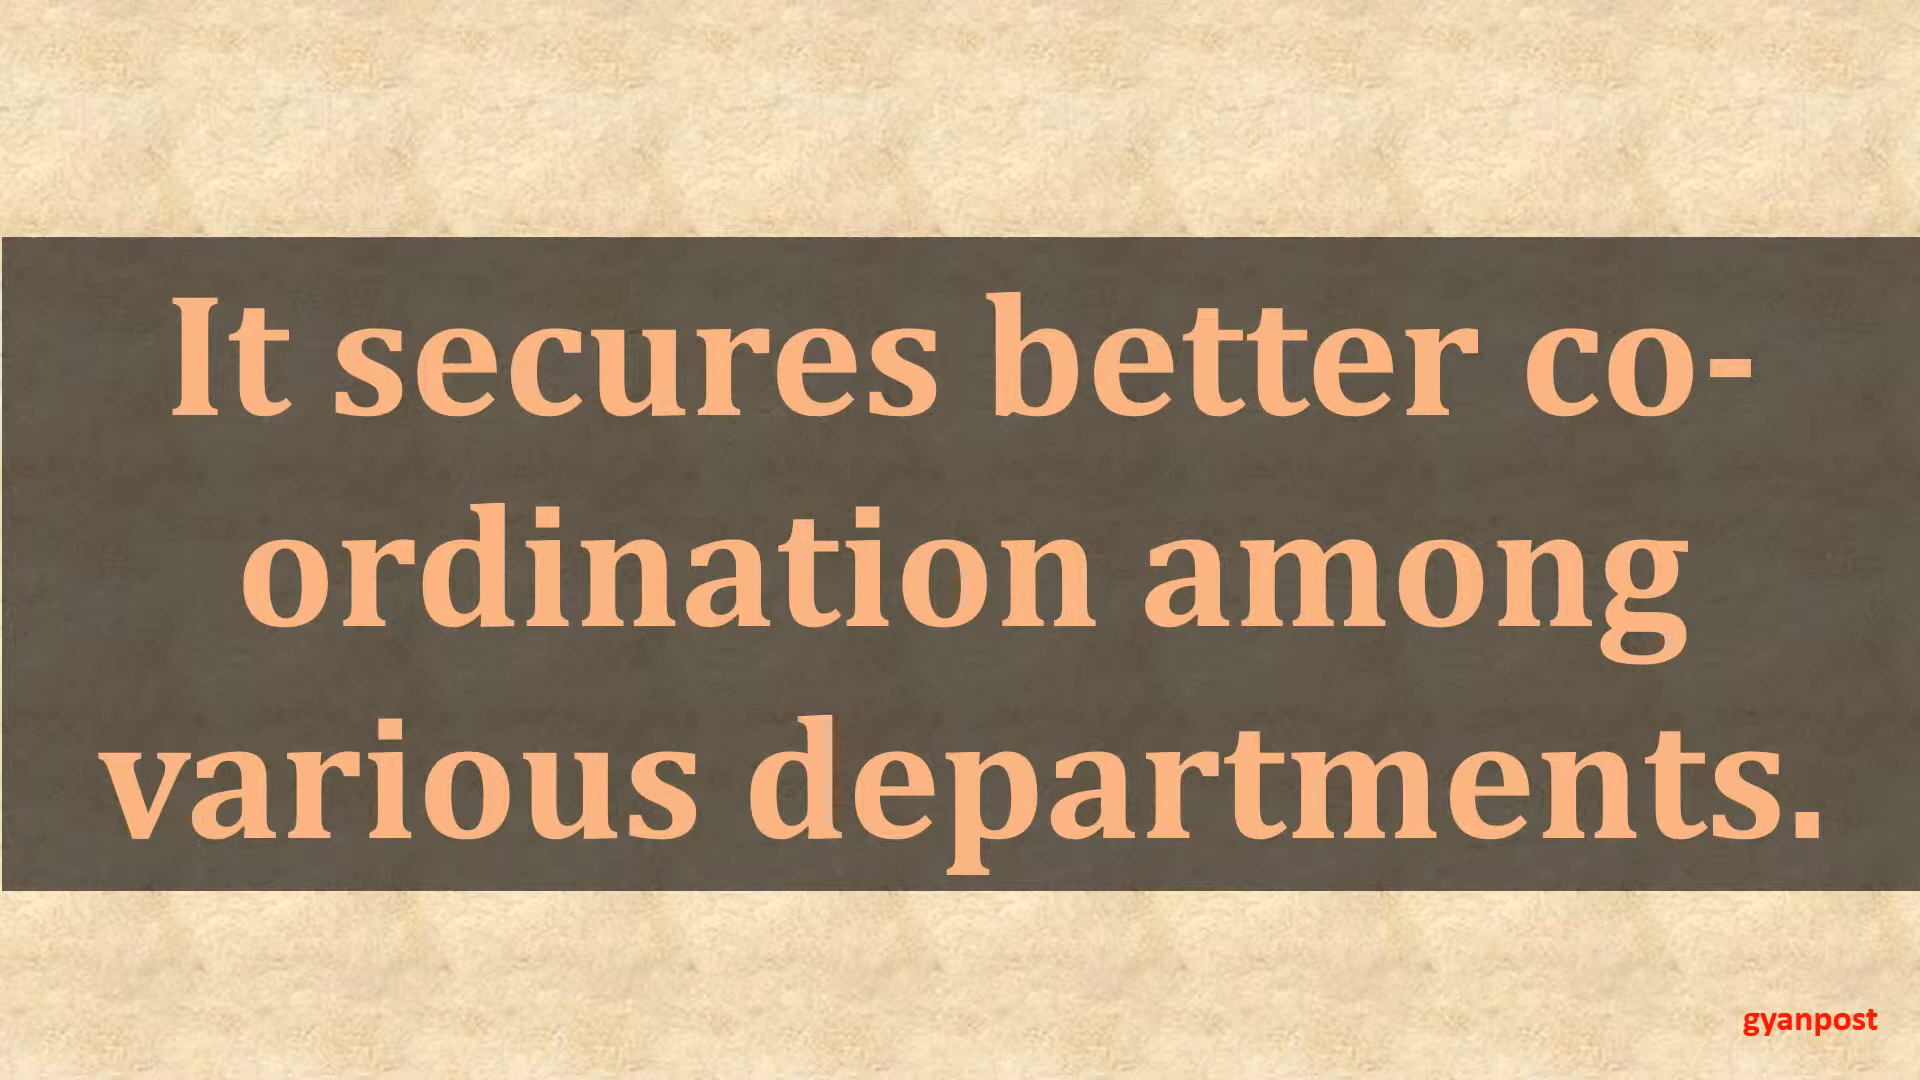 It secures better co-
ordination among
various departments.
gyanpost